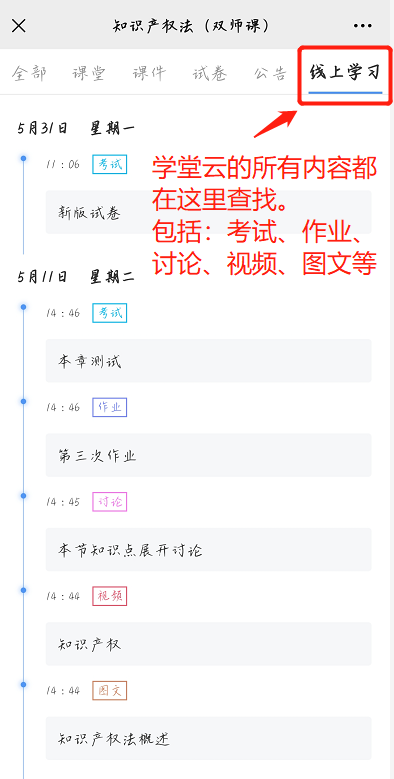 知识产权法（双师课）
全部 课堂 课件 试卷 公告 线上学习
5月31日 星期一
11：06 考试
新版试卷
学堂云的所有内容都
在这里查找。
包括：考试、作业、
讨论、视频、图文等
5月11日 星期二
14：46 考试
本章测试
14：46 作业
第三次作业
14：45 讨论
本节知识点展开讨论
14：44 视频
知识产权
14：44 图文
知识产权法概述